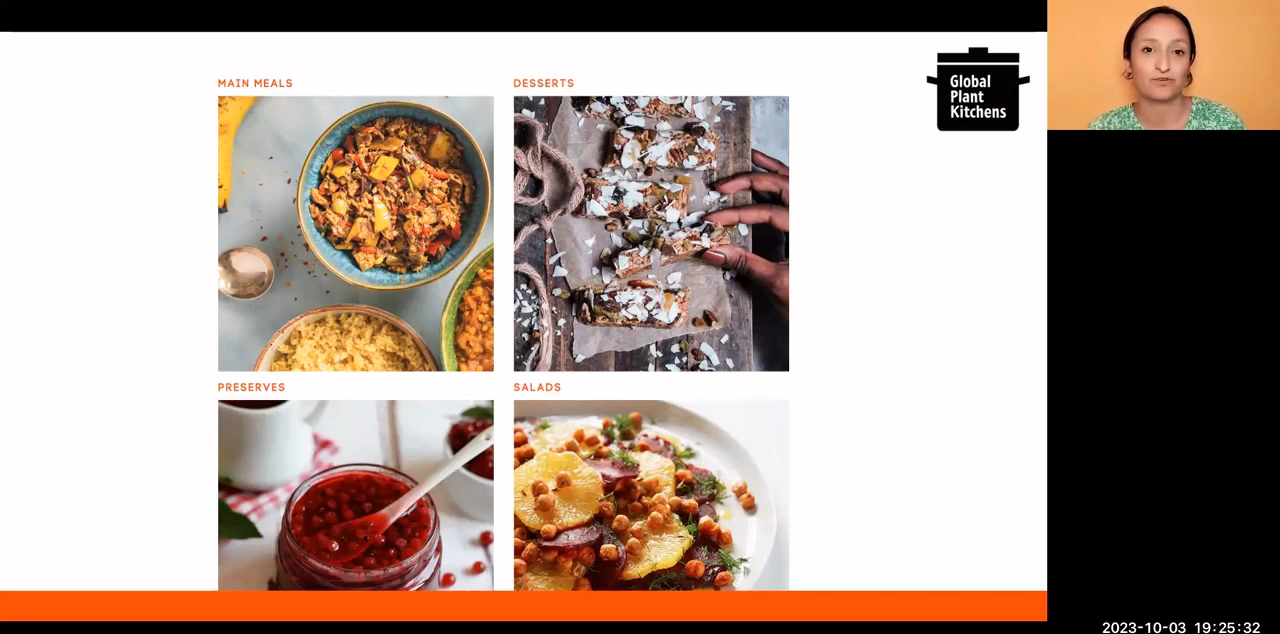 MAIN MEALS
DESSERTS
Global
Plant
Kitchens
PRESERVES
SALADS
2023-10-03 19:25:32